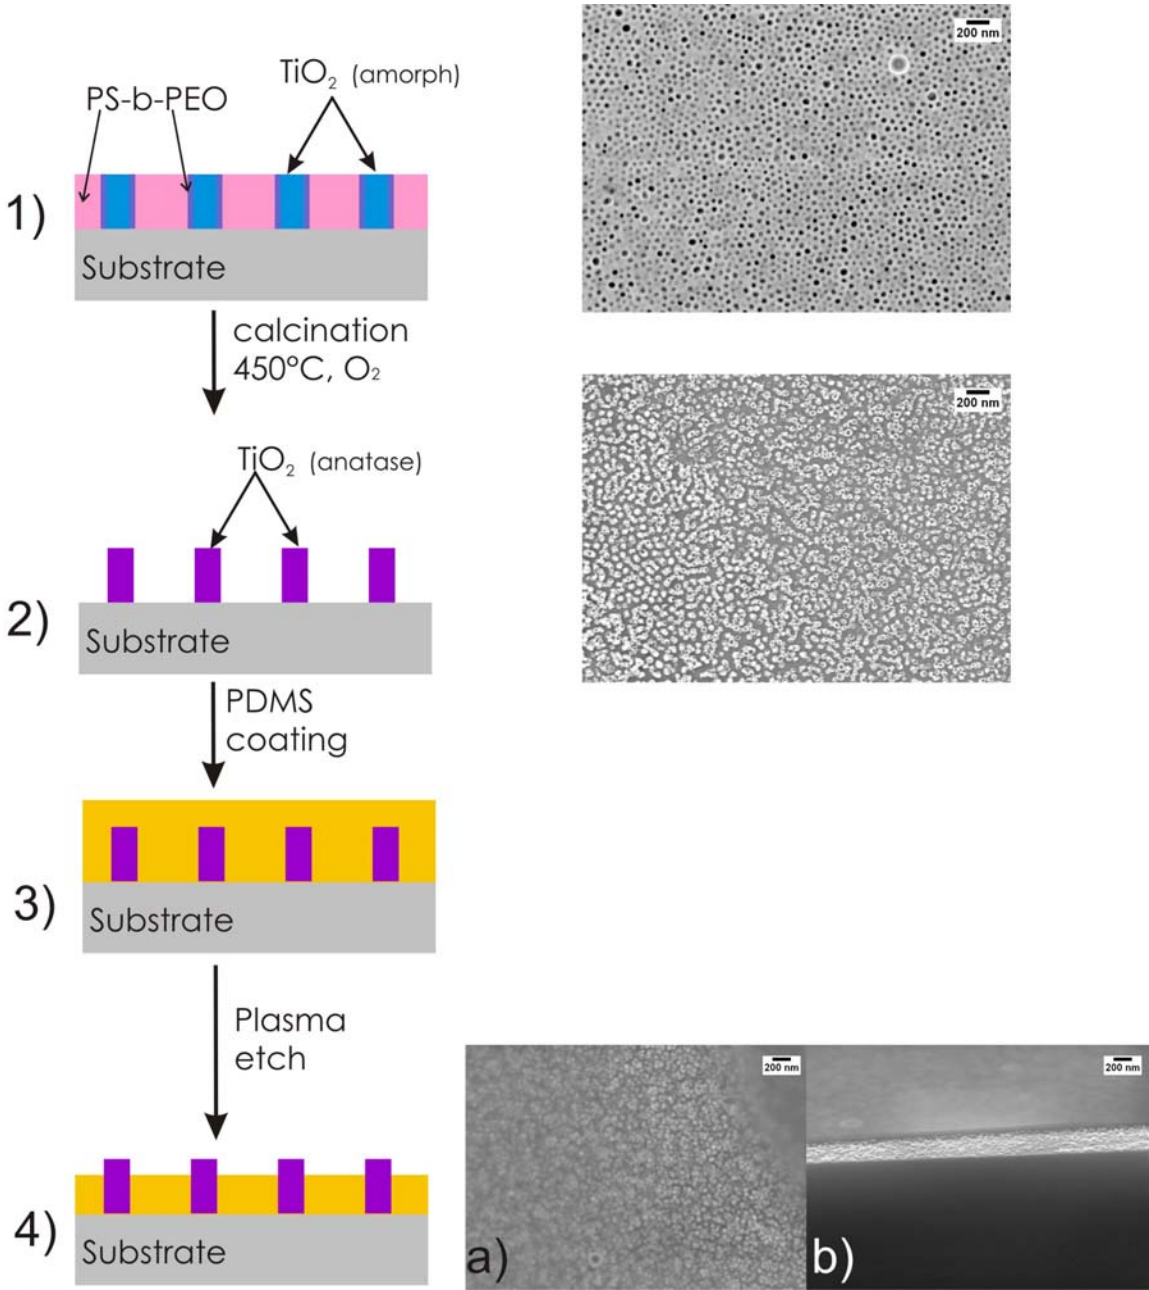 TiO2 (amorph)
PS-b-PEO
1)
Substrate
200 nm
calcination
450°C, O2
200 nm
TiO2 (anatase)
2)
Substrate
PDMS
coating
3)
Substrate
Plasma
etch
200 nm
200 nm
4)
Substrate
a)
b)